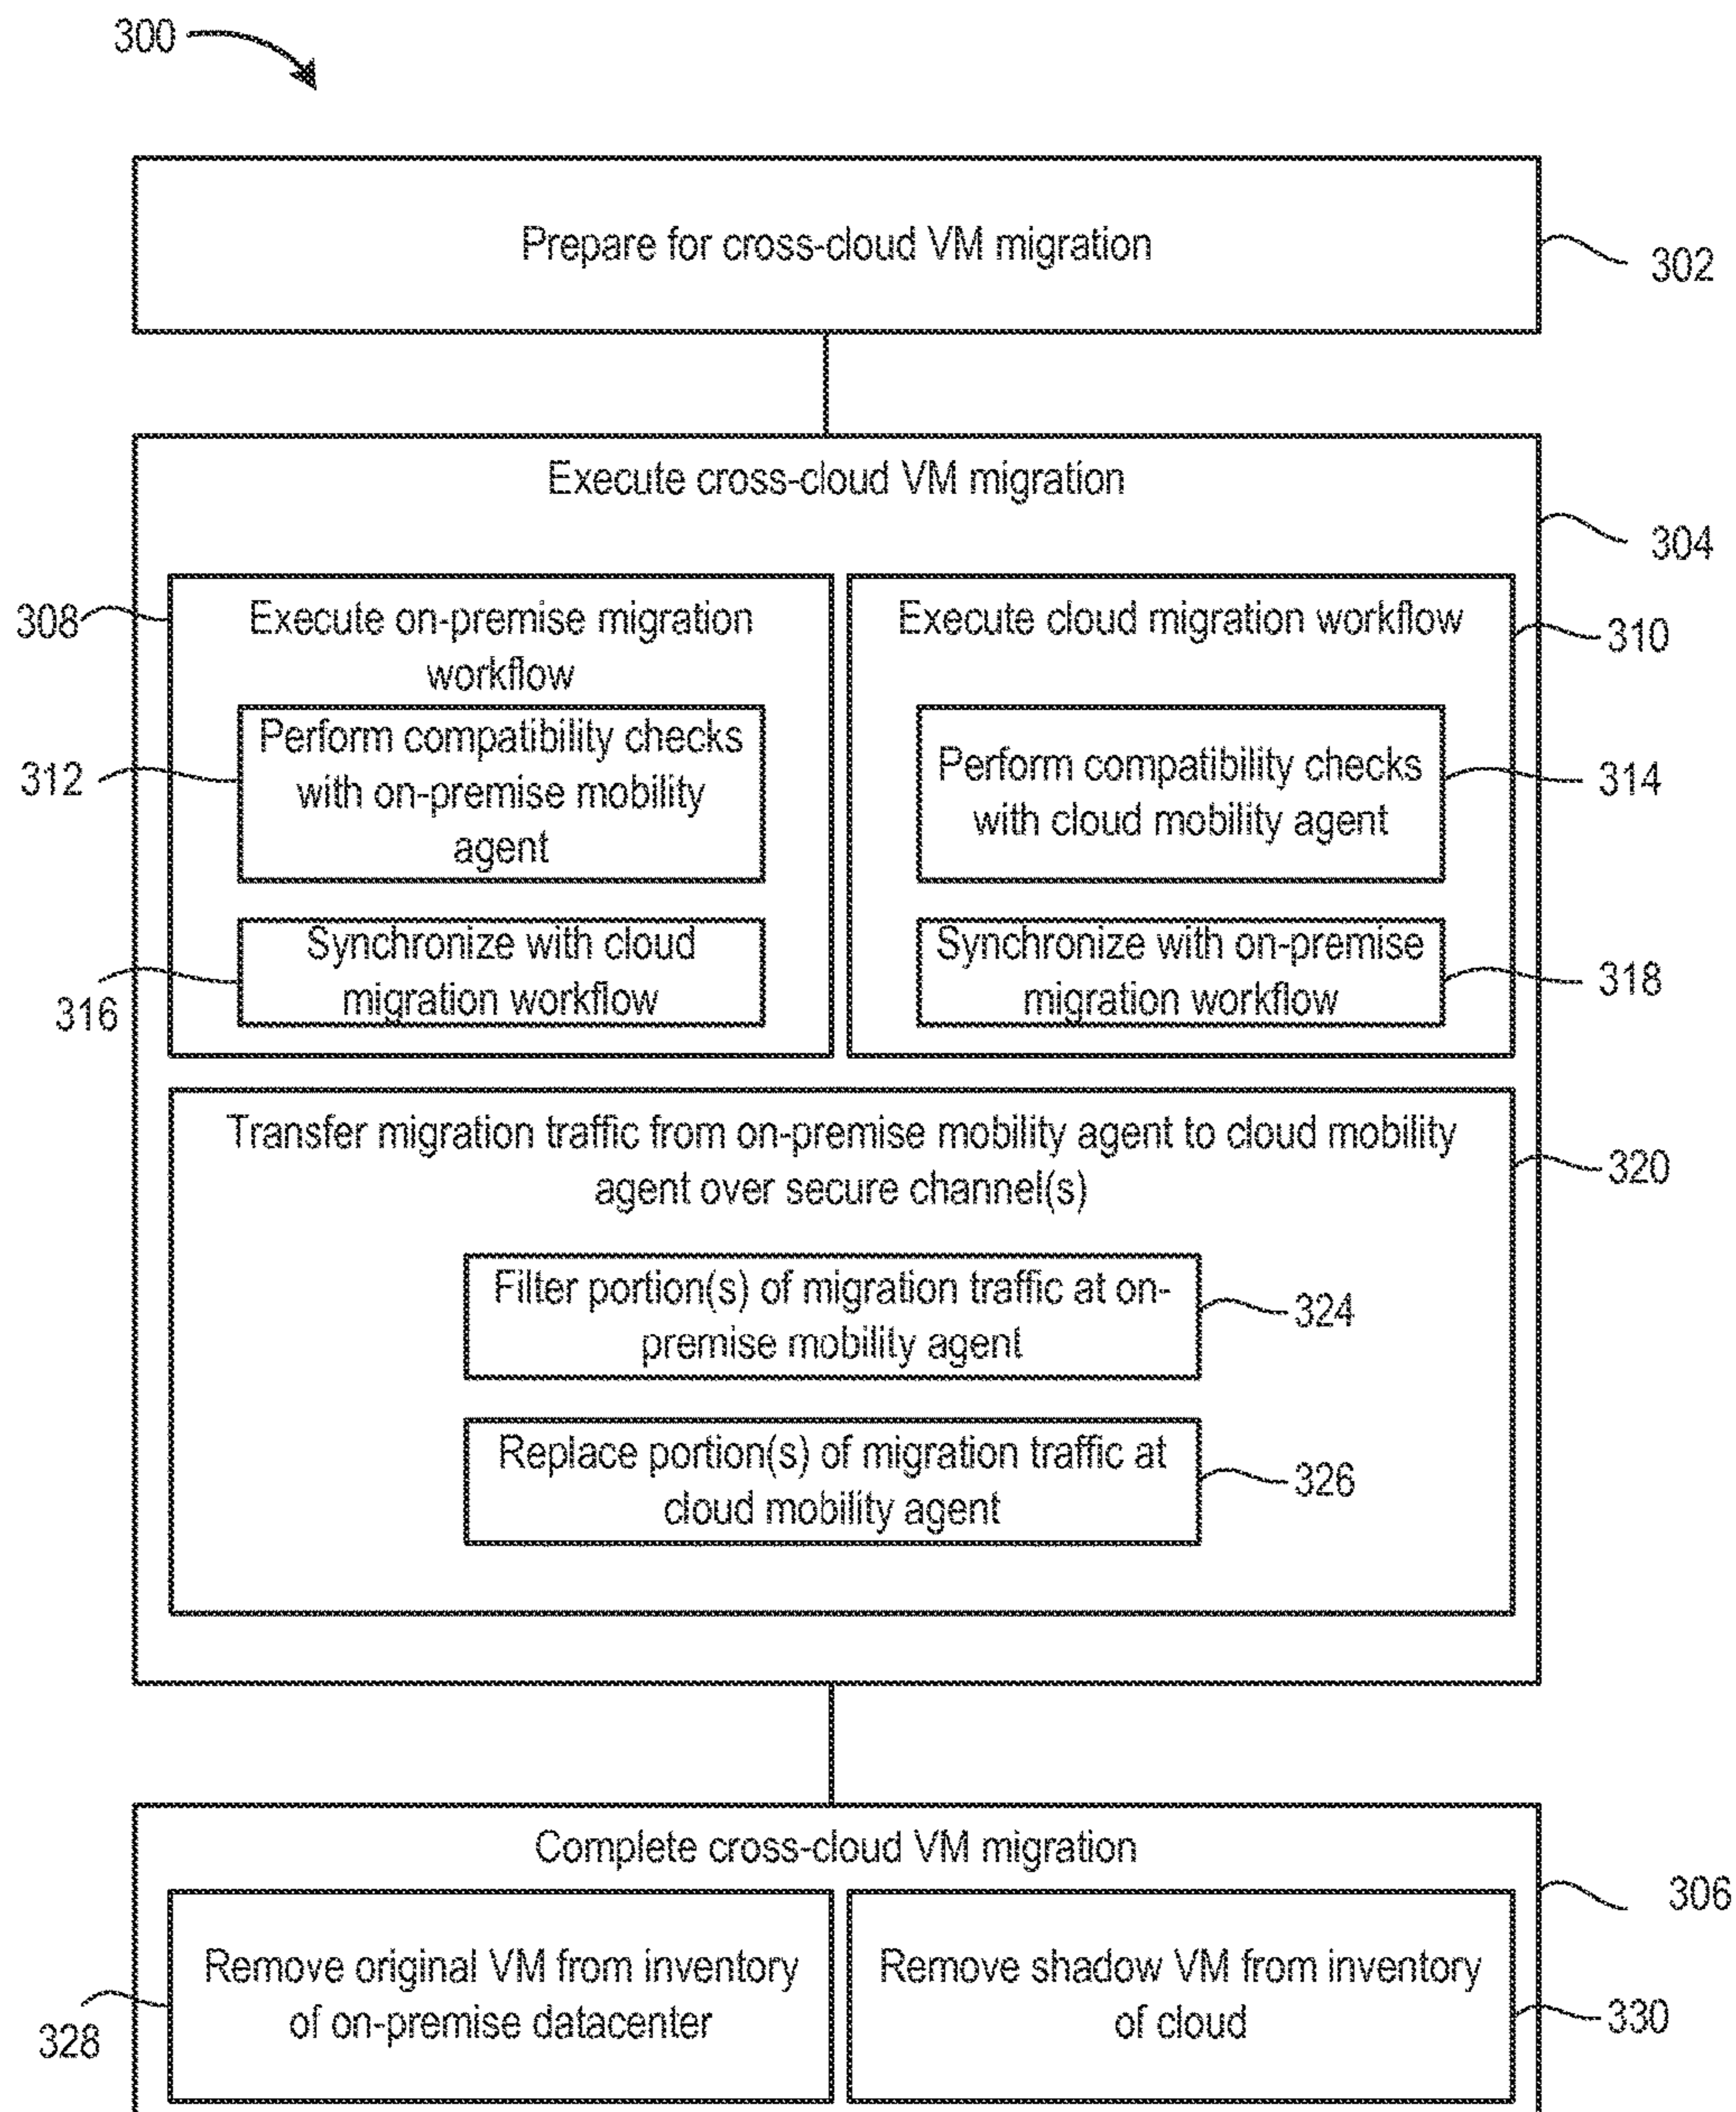 300
Prepare for cross-cloud VM migration
302
Execute cross-cloud VM migration
304
308
Execute on-premise migration
workflow
Execute cloud migration workflow
310
312
Perform compatibility checks
with on-premise mobility
agent
Perform compatibility checks
with cloud mobility agent
314
316
Synchronize with cloud
migration workflow
Synchronize with on-premise
migration workflow
318
Transfer migration traffic from on-premise mobility agent to cloud mobility
agent over secure channel(s)
320
Filter portion(s) of migration traffic at on-
premise mobility agent
324
Replace portion(s) of migration traffic at
cloud mobility agent
326
Complete cross-cloud VM migration
306
Remove original VM from inventory
of on-premise datacenter
328
Remove shadow VM from inventory
of cloud
330